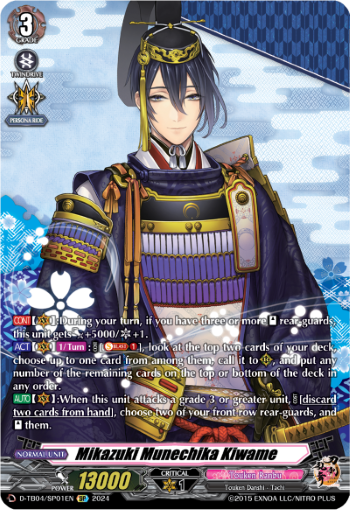 3
GRADE
TWINDRIVE
PERSONA RIDE
CONT【】:During your turn, if you have three or more rear-guards,
this unit gets +5000/ +1.
ACT【】1/Turn :[ BLAST 1], look at the top two cards of your deck,
choose up to one card from among them, call it to , and put any
number of the remaining cards on the top or bottom of the deck in
any order.
AUTO【】:When this unit attacks a grade 3 or greater unit, [discard
two cards from hand], choose two of your front row rear-guards, and
them.
NORMAL UNIT
Mikazuki Munechika Kiwame
POWER 13000
CRITICAL
1
Touken Ranbu
Touken Danshi - Tachi
D-TB04/SP01EN SP 2024
©2015 EXNOA LLC/NITRO PLUS